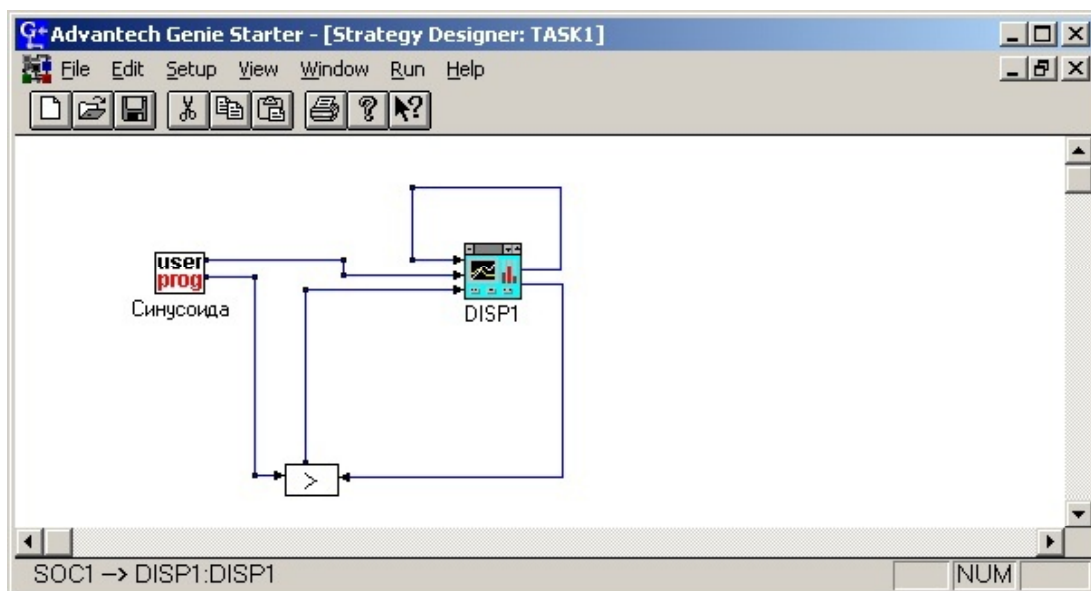 Advantech Genie Starter - [Strategy Designer: TASK1]
File Edit Setup View Window Run Help
user
prog
Синусоида
DISP1
>
SOC1 --> DISP1:DISP1
NUM